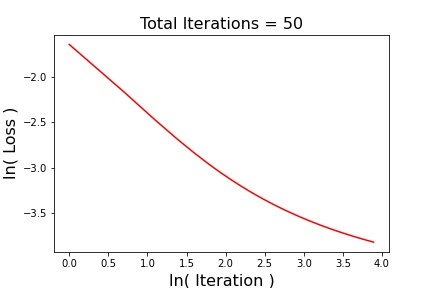 Total Iterations = 50
ln( Loss )
−2.0
−2.5
−3.0
−3.5
0.0 0.5 1.0 1.5 2.0 2.5 3.0 3.5 4.0
ln( Iteration )